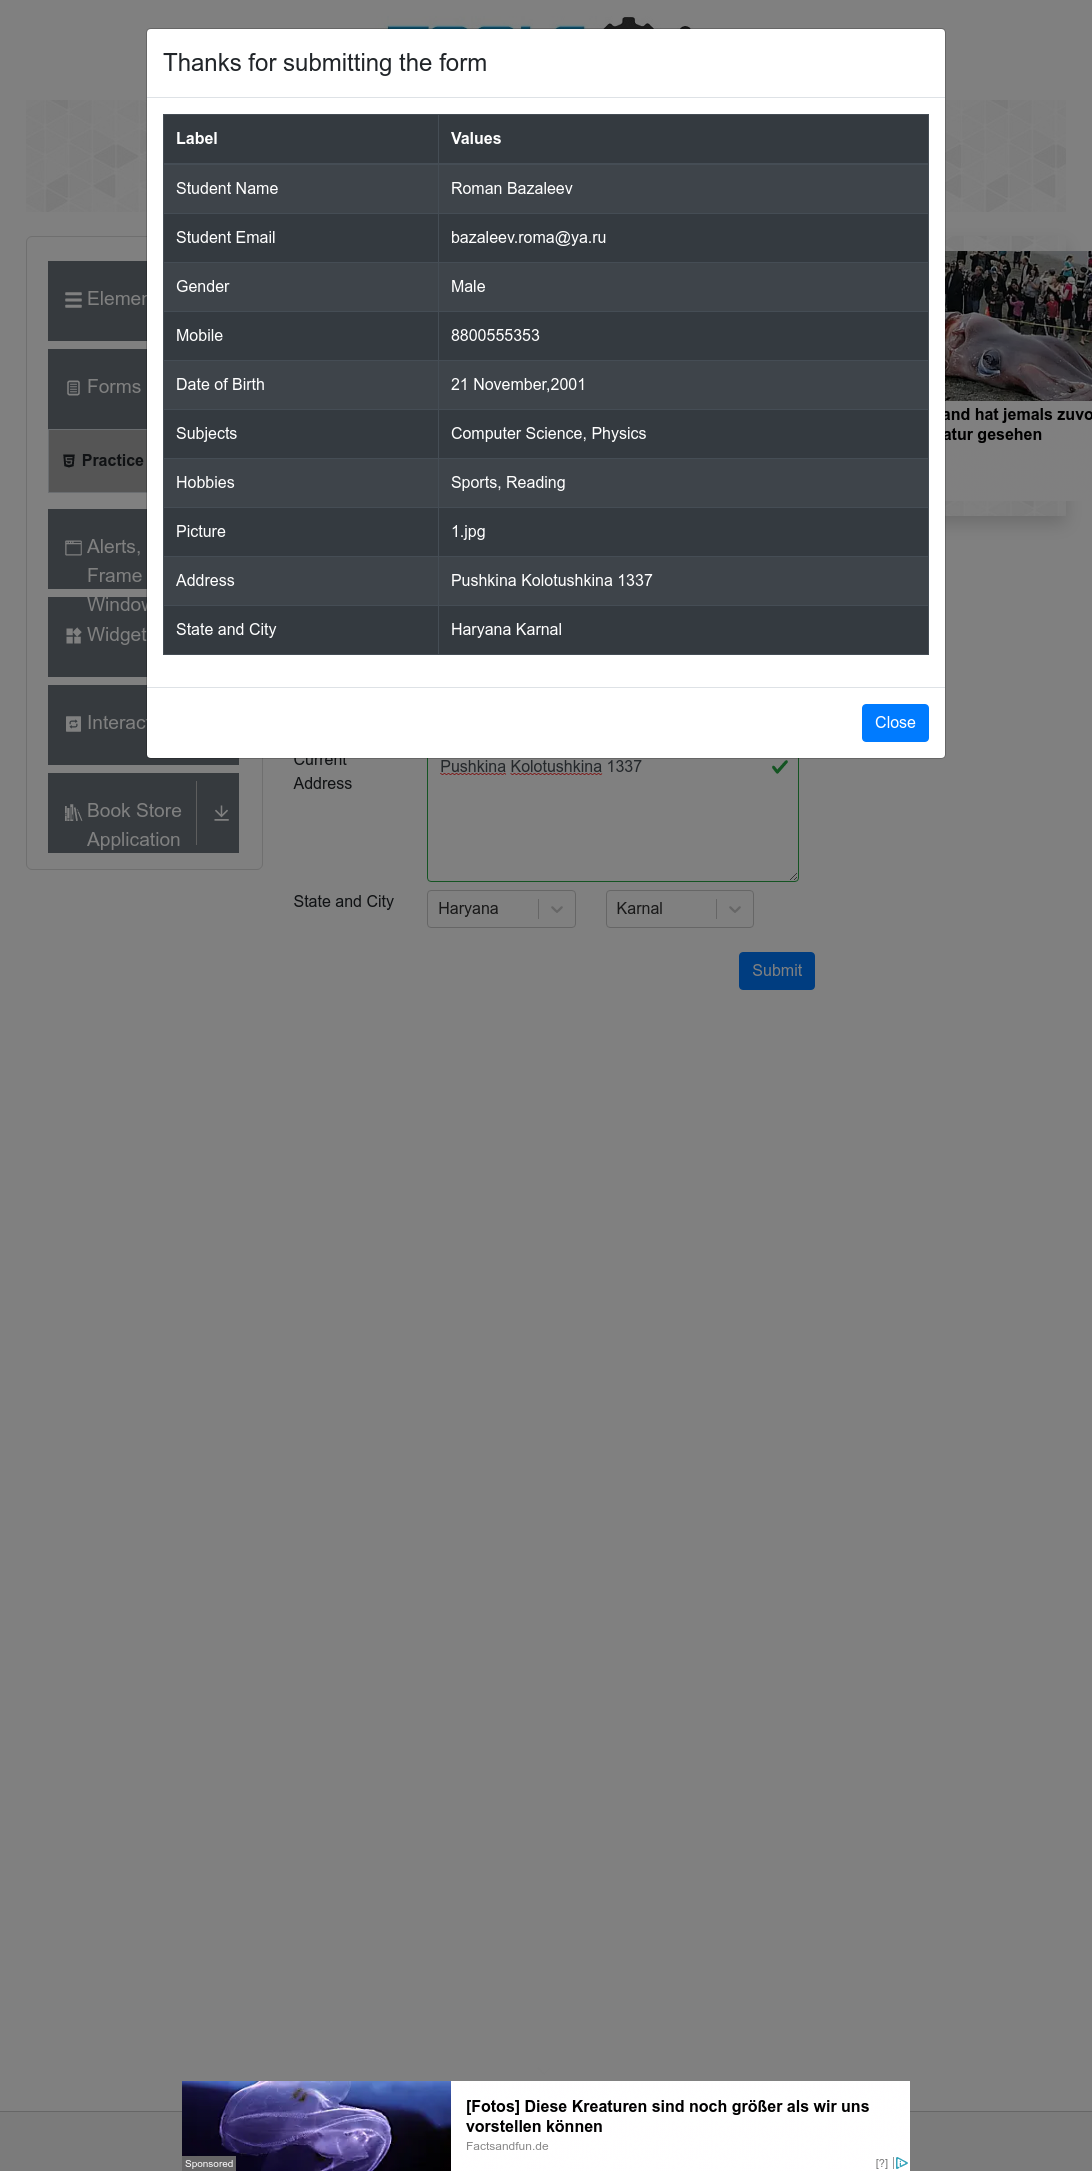 Thanks for submitting the form
Label Values
Student Name Roman Bazaleev
Student Email bazaleev.roma@ya.ru
Gender Male
Mobile 8800555353
Date of Birth 21 November,2001
Subjects Computer Science, Physics
Hobbies Sports, Reading
Picture 1.jpg
Address Pushkina Kolotushkina 1337
State and City Haryana Karnal
Close
Elemen
Forms
Practice
Alerts,
Frame
Window
Widget
Interac
Book Store
Application
and hat jemals zuvo
atur gesehen
Current
Address
Pushkina Kolotushkina 1337
State and City Haryana Karnal
Submit
[Fotos] Diese Kreaturen sind noch größer als wir uns
vorstellen können
Factsandfun.de
Sponsored
[?]